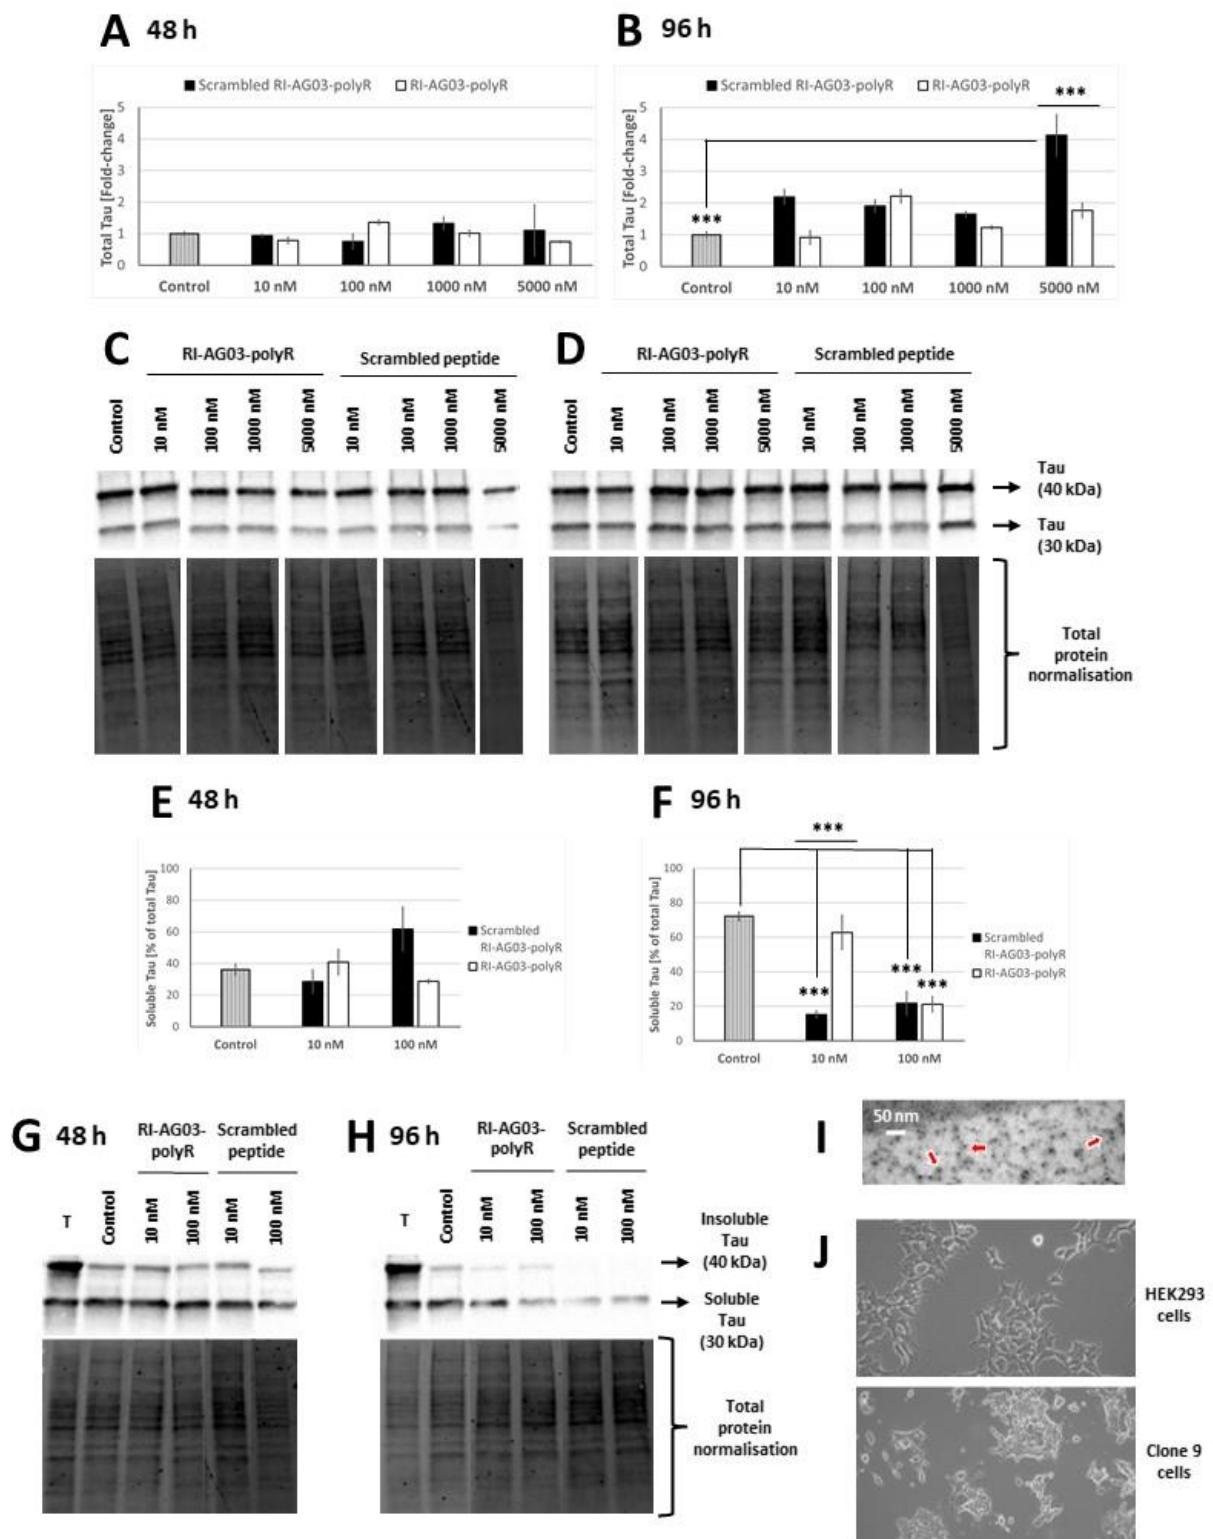 A 48 h
Scrambled RI-AG03-polyR RI-AG03-polyR
Total Tau [Fold-change]
5
4
3
2
1
0
Control 10 nM 100 nM 1000 nM 5000 nM
B 96 h
Scrambled RI-AG03-polyR RI-AG03-polyR
***
***
Total Tau [Fold-change]
5
4
3
2
1
0
Control 10 nM 100 nM 1000 nM 5000 nM
C
RI-AG03-polyR Scrambled peptide
Control 10 nM 100 nM 1000 nM 5000 nM 10 nM 100 nM 1000 nM 5000 nM
D
RI-AG03-polyR Scrambled peptide
Control 10 nM 100 nM 1000 nM 5000 nM 10 nM 100 nM 1000 nM 5000 nM
Tau
(40 kDa)
Tau
(30 kDa)
Total
protein
normalisation
E 48 h
Soluble Tau [% of total Tau]
100
80
60
40
20
0
Control 10 nM 100 nM
Scrambled
RI-AG03-polyR
RI-AG03-polyR
F 96 h
***
Soluble Tau [% of total Tau]
100
80
60
40
20
0
***
***
***
Control 10 nM 100 nM
Scrambled
RI-AG03-polyR
RI-AG03-polyR
G 48 h
RI-AG03-
polyR
Scrambled
peptide
T Control 10 nM 100 nM 10 nM 100 nM
H 96 h
RI-AG03-
polyR
Scrambled
peptide
T Control 10 nM 100 nM 10 nM 100 nM
Insoluble
Tau
(40 kDa)
Soluble
Tau
(30 kDa)
Total
protein
normalisation
I
50 nm
J
HEK293
cells
Clone 9
cells